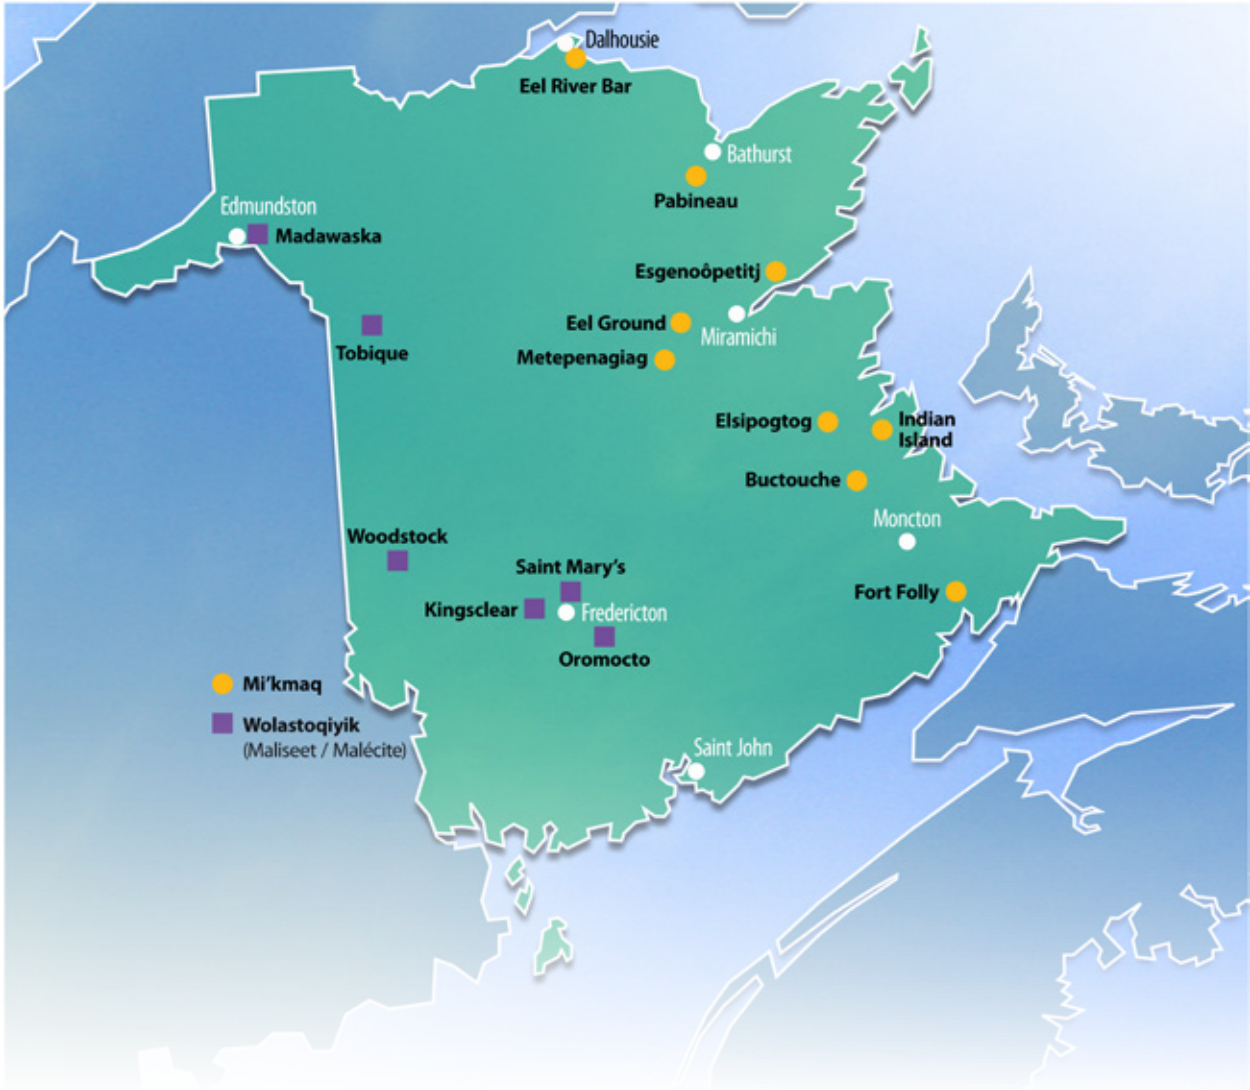 Dalhousie
Eel River Bar
Bathurst
Pabineau
Edmundston
Madawaska
Esgenoôpetitj
Eel Ground
Miramichi
Tobique
Metepenagiag
Elsipogtog
Indian
Island
Buctouche
Moncton
Woodstock
Saint Mary's
Fort Folly
Kingsclear
Fredericton
Oromocto
Mi'kmaq
Wolastoqiyik
(Maliseet / Malécite)
Saint John